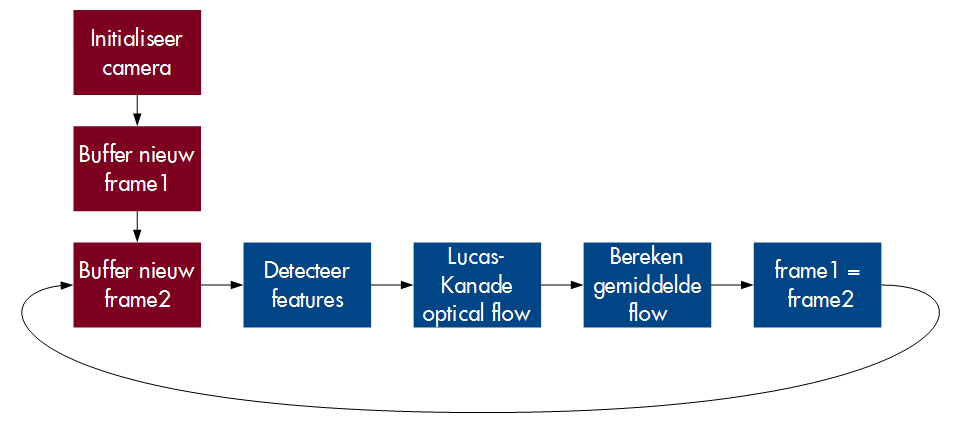 Initialiseer
camera
Buffer nieuw
frame1
Buffer nieuw
frame2
Detecteer
features
Lucas-
Kanade
optical flow
Bereken
gemiddelde
flow
frame1 =
frame2